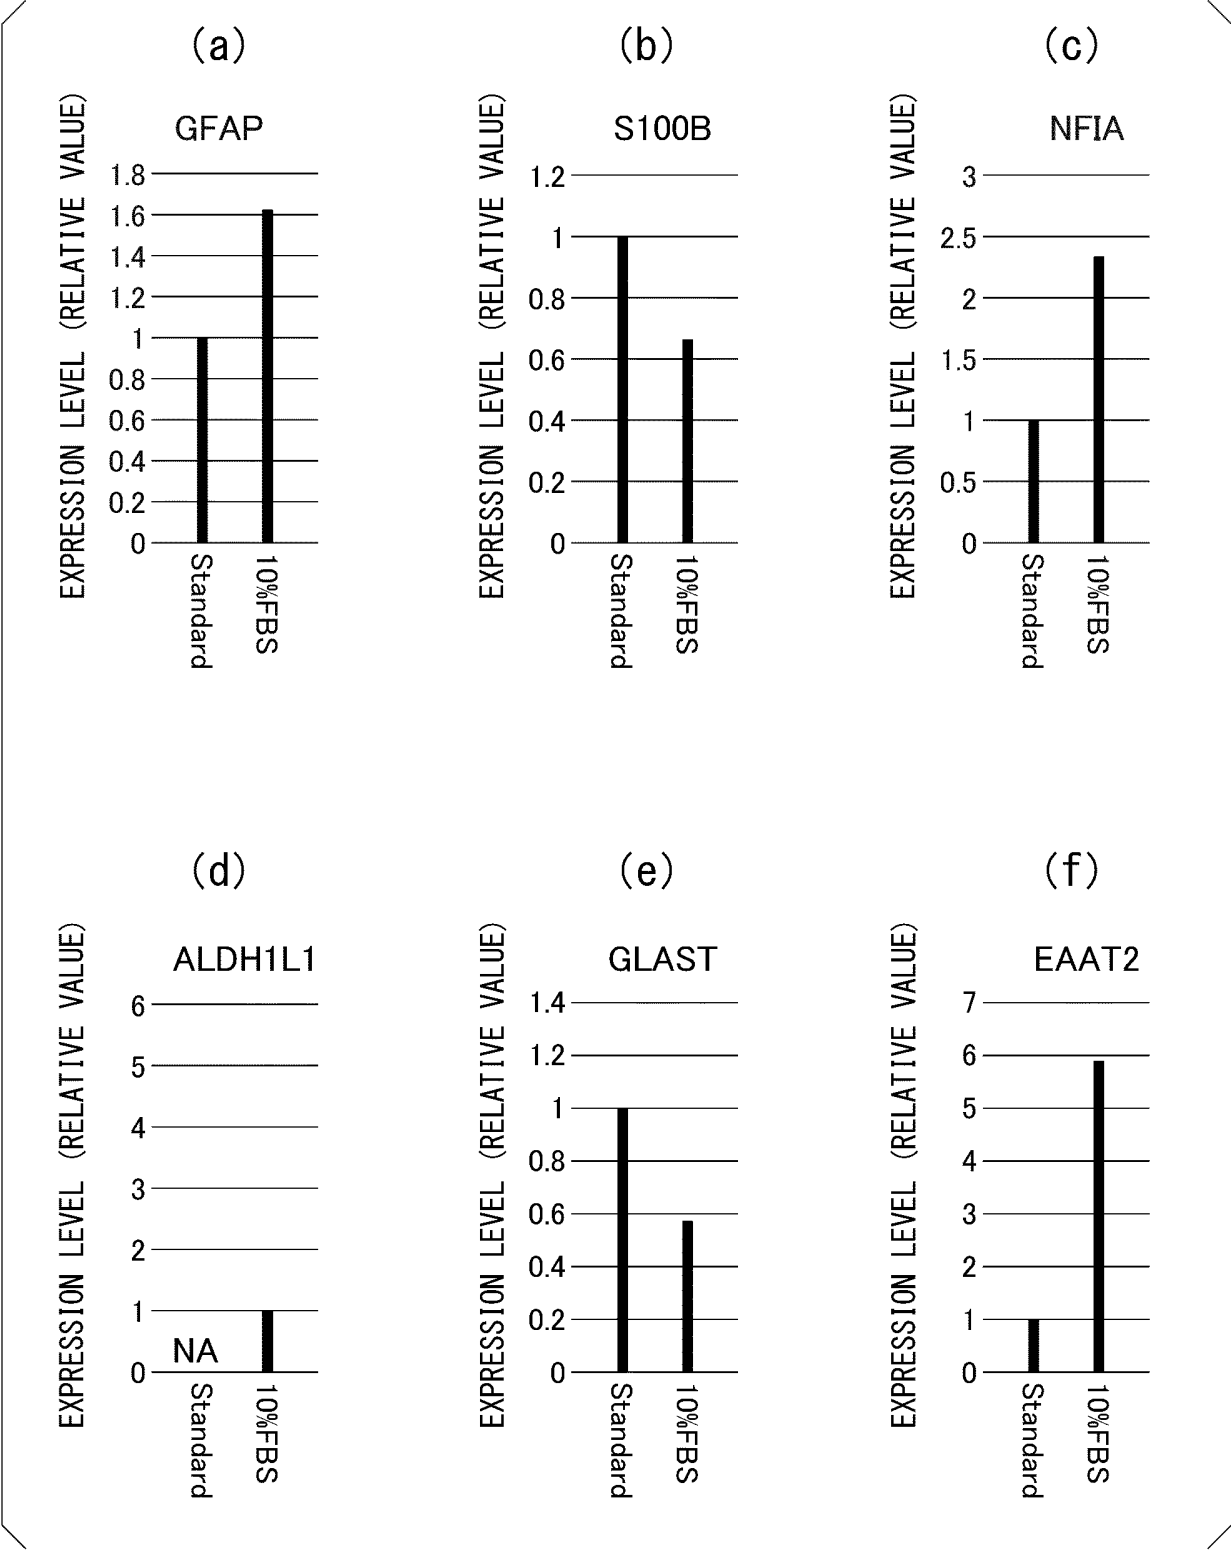 (a)
EXPRESSION LEVEL (RELATIVE VALUE)
GFAP
1.8
1.6
1.4
1.2
1
0.8
0.6
0.4
0.2
0
Standard
10%FBS
(b)
EXPRESSION LEVEL (RELATIVE VALUE)
S100B
1.2
1
0.8
0.6
0.4
0.2
0
Standard
10%FBS
(c)
EXPRESSION LEVEL (RELATIVE VALUE)
NFIA
3
2.5
2
1.5
1
0.5
0
Standard
10%FBS
(d)
EXPRESSION LEVEL (RELATIVE VALUE)
ALDH1L1
6
5
4
3
2
1
0
NA
Standard
10%FBS
(e)
EXPRESSION LEVEL (RELATIVE VALUE)
GLAST
1.4
1.2
1
0.8
0.6
0.4
0.2
0
Standard
10%FBS
(f)
EXPRESSION LEVEL (RELATIVE VALUE)
EAAT2
7
6
5
4
3
2
1
0
Standard
10%FBS